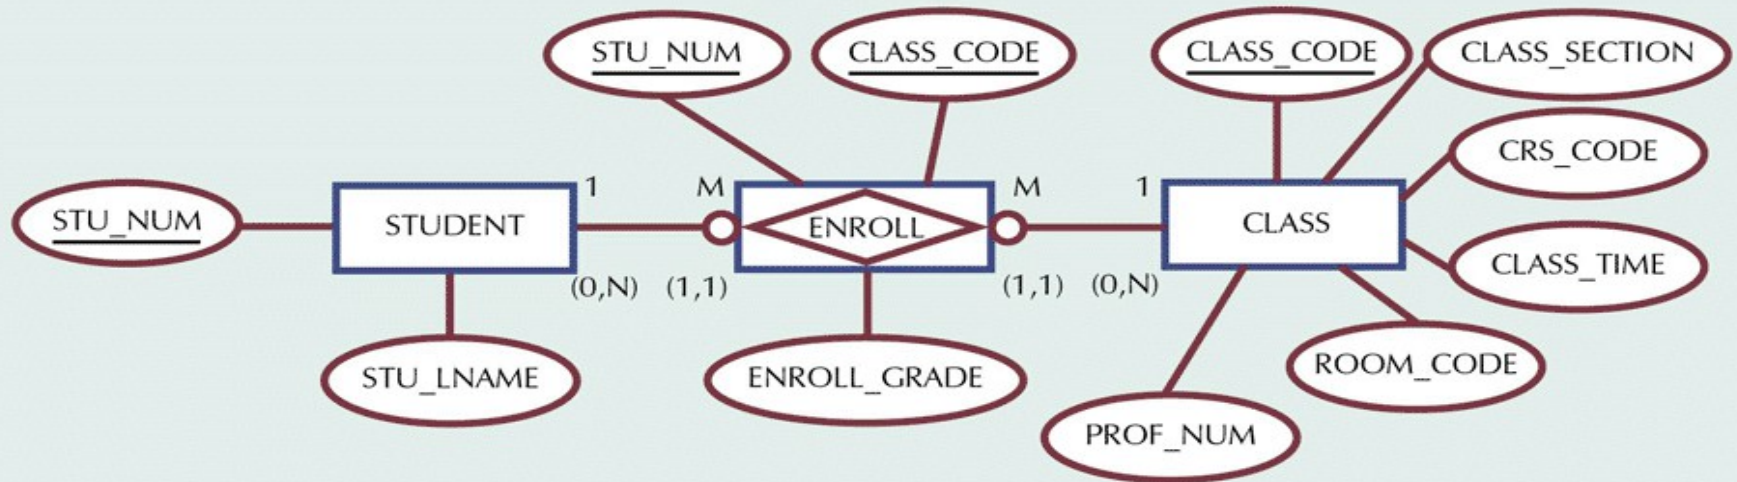 STU_NUM
CLASS_CODE
CLASS_CODE
CLASS_SECTION
CRS_CODE
1
M
M
1
STU_NUM
STUDENT
ENROLL
CLASS
CLASS_TIME
(0,N)
(1,1)
(1,1)
(0,N)
STU_LNAME
ENROLL_GRADE
ROOM_CODE
PROF_NUM